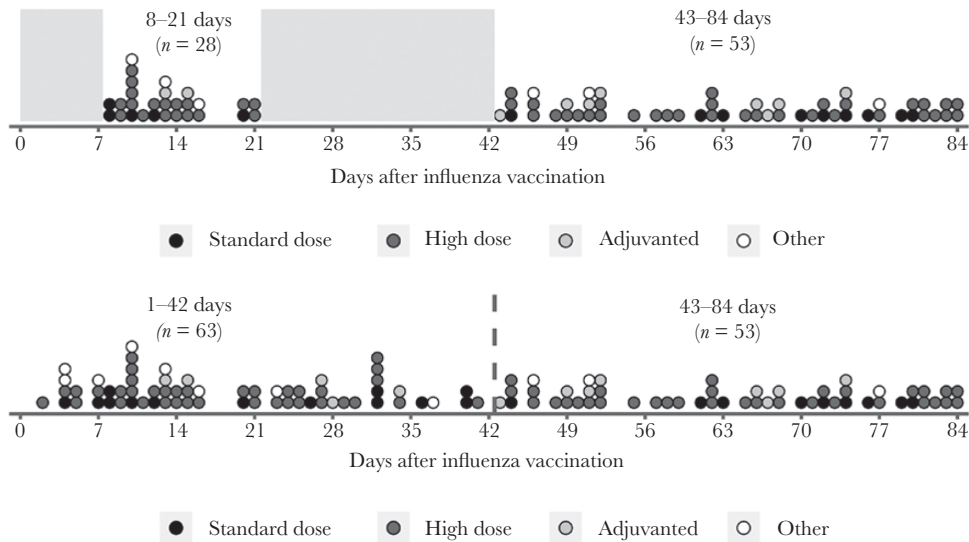 8–21 days 43–84 days
(n = 28) (n = 53)
0 7 14 21 28 35 42 49 56 63 70 77 84
Days after influenza vaccination
Standard dose High dose Adjuvanted Other
1–42 days 43–84 days
(n = 63) (n = 53)
0 7 14 21 28 35 42 49 56 63 70 77 84
Days after influenza vaccination
Standard dose High dose Adjuvanted Other